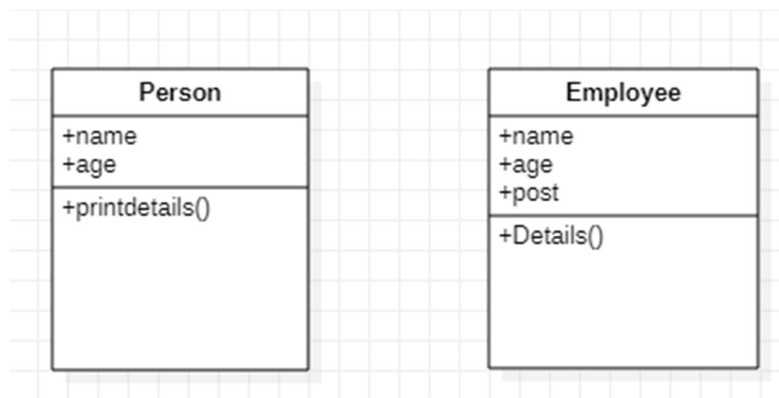 Person
+name
+age
+printdetails()
Employee
+name
+age
+post
+Details()